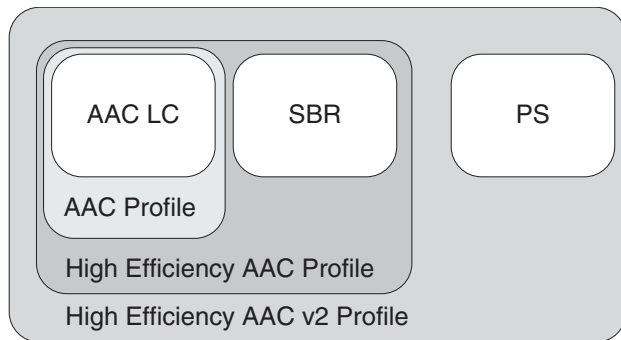 AAC LC
SBR
PS
AAC Profile
High Efficiency AAC Profile
High Efficiency AAC v2 Profile